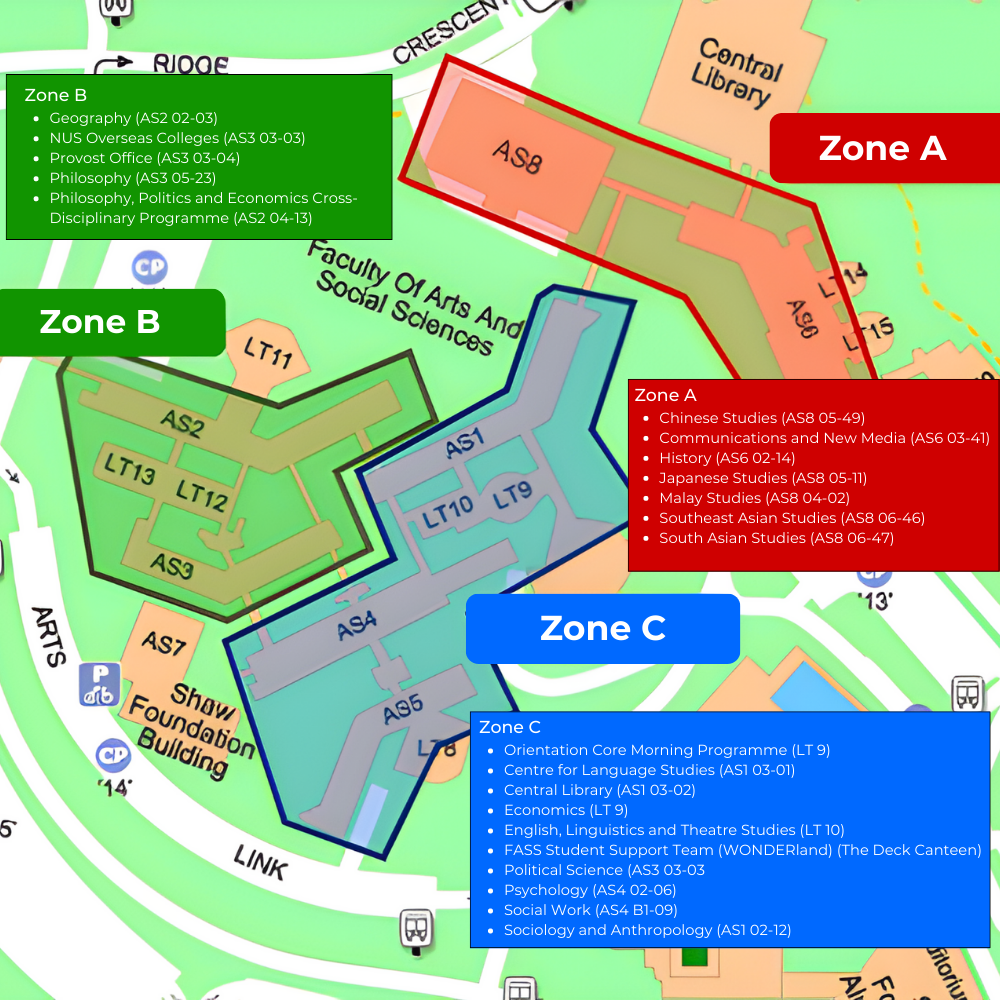 RIDGE
CRESCENT
Central
Library
Zone B
Geography (AS2 02-03)
NUS Overseas Colleges (AS3 03-03)
Provost Office (AS3 03-04)
Philosophy (AS3 05-23)
Philosophy, Politics and Economics Cross-
Disciplinary Programme (AS2 04-13)
Zone A
AS8
CP
Faculty Of Arts And
Social Sciences
LT14
AS6
LT15
Zone B
LT11
Zone A
Chinese Studies (AS8 05-49)
Communications and New Media (AS6 03-41)
History (AS6 02-14)
Japanese Studies (AS8 05-11)
Malay Studies (AS8 04-02)
Southeast Asian Studies (AS8 06-46)
South Asian Studies (AS8 06-47)
AS2
AS1
LT13
LT12
LT10
LT9
AS3
'13'
ARTS
AS7
AS4
Zone C
P
Shaw
Foundation
Building
AS5
LT8
CP
'14'
LINK
Zone C
Orientation Core Morning Programme (LT 9)
Centre for Language Studies (AS1 03-01)
Central Library (AS1 03-02)
Economics (LT 9)
English, Linguistics and Theatre Studies (LT 10)
FASS Student Support Team (WONDERland) (The Deck Canteen)
Political Science (AS3 03-03
Psychology (AS4 02-06)
Social Work (AS4 B1-09)
Sociology and Anthropology (AS1 02-12)